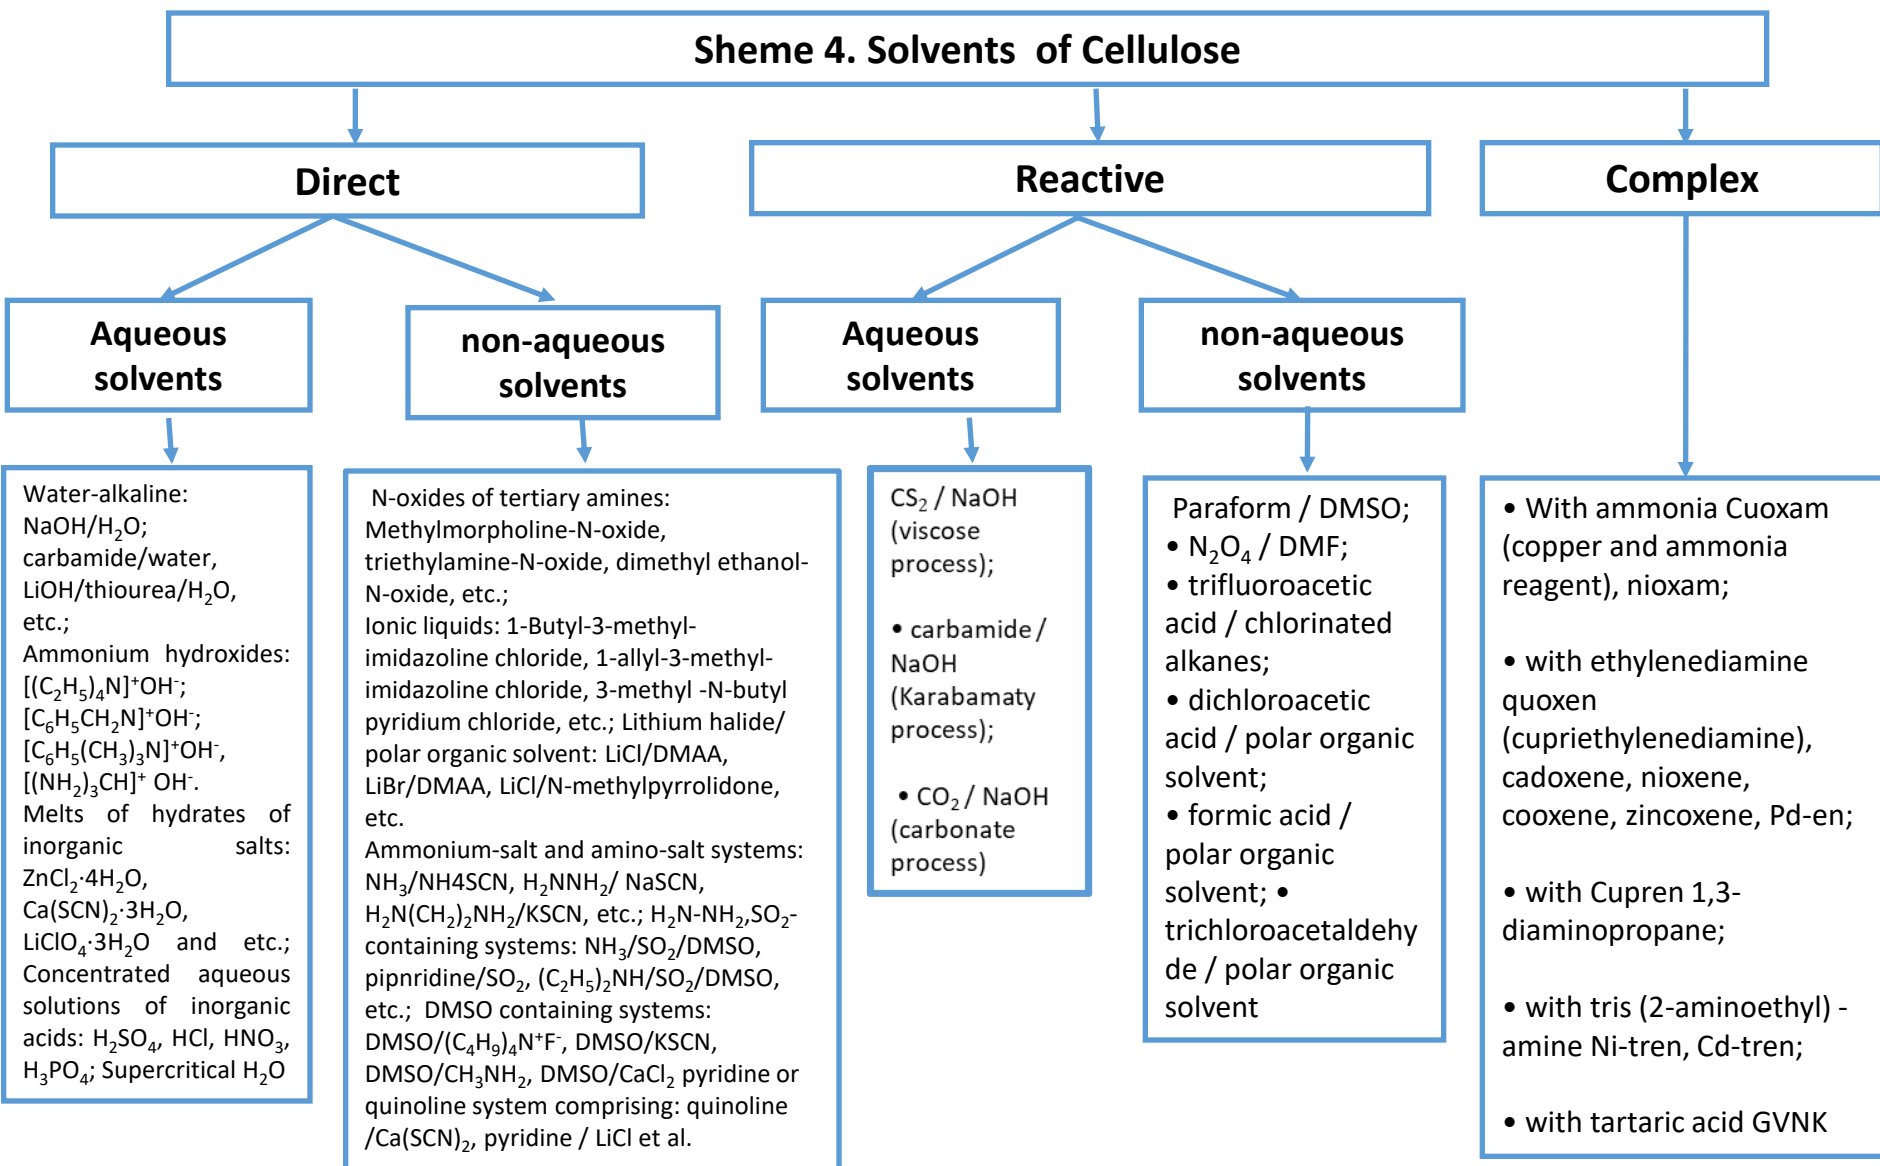 Sheme 4. Solvents of Cellulose
Direct
Reactive
Complex
Aqueous
solvents
non-aqueous
solvents
Aqueous
solvents
non-aqueous
solvents
Water-alkaline:
NaOH/H₂O;
carbamide/water,
LiOH/thiourea/H₂O,
etc.;
Ammonium hydroxides:
[(C₂H₅)₄N]⁺OH⁻;
[C₆H₅CH₂N]⁺OH⁻;
[C₆H₅(CH₃)₃N]⁺OH⁻,
[(NH₂)₃CH]⁺ OH⁻.
Melts of hydrates of
inorganic salts:
ZnCl₂·4H₂O,
Ca(SCN)₂·3H₂O,
LiClO₄·3H₂O and etc.;
Concentrated aqueous
solutions of inorganic
acids: H₂SO₄, HCl, HNO₃,
H₃PO₄; Supercritical H₂O
N-oxides of tertiary amines:
Methylmorpholine-N-oxide,
triethylamine-N-oxide, dimethyl ethanol-
N-oxide, etc.;
Ionic liquids: 1-Butyl-3-methyl-
imidazoline chloride, 1-allyl-3-methyl-
imidazoline chloride, 3-methyl -N-butyl
pyridium chloride, etc.; Lithium halide/
polar organic solvent: LiCl/DMAA,
LiBr/DMAA, LiCl/N-methylpyrrolidone,
etc.
Ammonium-salt and amino-salt systems:
NH₃/NH4SCN, H₂NNH₂/ NaSCN,
H₂N(CH₂)₂NH₂/KSCN, etc.; H₂N-NH₂,SO₂-
containing systems: NH₃/SO₂/DMSO,
pipnridine/SO₂, (C₂H₅)₂NH/SO₂/DMSO,
etc.; DMSO containing systems:
DMSO/(C₄H₉)₄N⁺F⁻, DMSO/KSCN,
DMSO/CH₃NH₂, DMSO/CaCl₂ pyridine or
quinoline system comprising: quinoline
/Ca(SCN)₂, pyridine / LiCl et al.
CS₂ / NaOH
(viscose
process);
• carbamide /
NaOH
(Karabamaty
process);
• CO₂ / NaOH
(carbonate
process)
Paraform / DMSO;
• N₂O₄ / DMF;
• trifluoroacetic
acid / chlorinated
alkanes;
• dichloroacetic
acid / polar organic
solvent;
• formic acid /
polar organic
solvent; •
trichloroacetaldehy
de / polar organic
solvent
• With ammonia Cuoxam
(copper and ammonia
reagent), nioxam;
• with ethylenediamine
quoxen
(cupriethylenediamine),
cadoxene, nioxene,
cooxene, zincoxene, Pd-en;
• with Cupren 1,3-
diaminopropane;
• with tris (2-aminoethyl) -
amine Ni-tren, Cd-tren;
• with tartaric acid GVNK